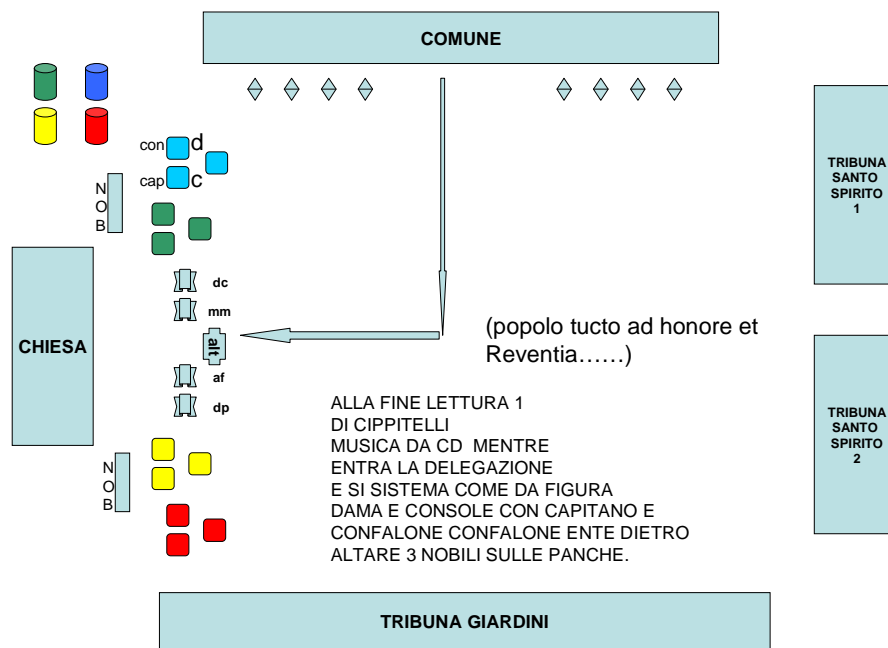 COMUNE
con d
cap c
N
O
B
TRIBUNA
SANTO
SPIRITO
1
dc
mm
CHIESA
alt
(popolo tucto ad honore et
Reventia……)
af
dp
ALLA FINE LETTURA 1
DI CIPPITELLI
MUSICA DA CD MENTRE
ENTRA LA DELEGAZIONE
E SI SISTEMA COME DA FIGURA
DAMA E CONSOLE CON CAPITANO E
CONFALONE CONFALONE ENTE DIETRO
ALTARE 3 NOBILI SULLE PANCHE.
TRIBUNA
SANTO
SPIRITO
2
N
O
B
TRIBUNA GIARDINI